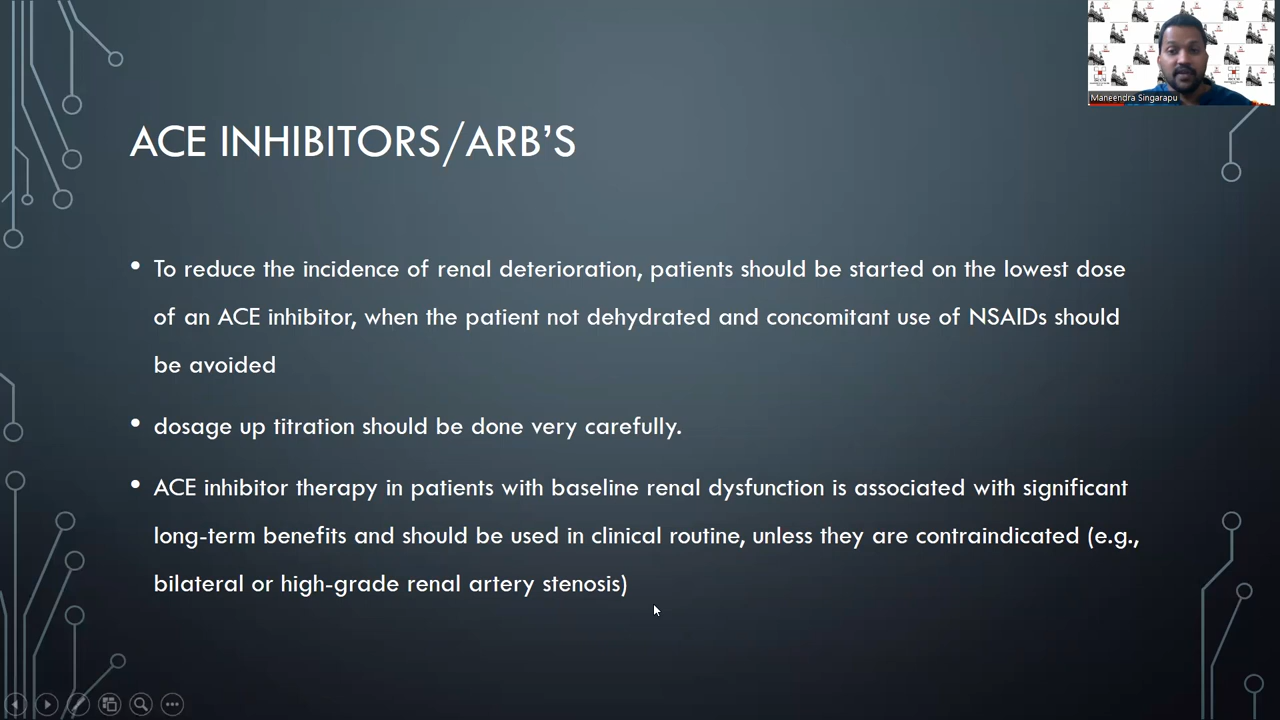 Maneendra Singarapu
ACE INHIBITORS/ARB’S
• To reduce the incidence of renal deterioration, patients should be started on the lowest dose
of an ACE inhibitor, when the patient not dehydrated and concomitant use of NSAIDs should
be avoided
• dosage up titration should be done very carefully.
• ACE inhibitor therapy in patients with baseline renal dysfunction is associated with significant
long-term benefits and should be used in clinical routine, unless they are contraindicated (e.g.,
bilateral or high-grade renal artery stenosis)